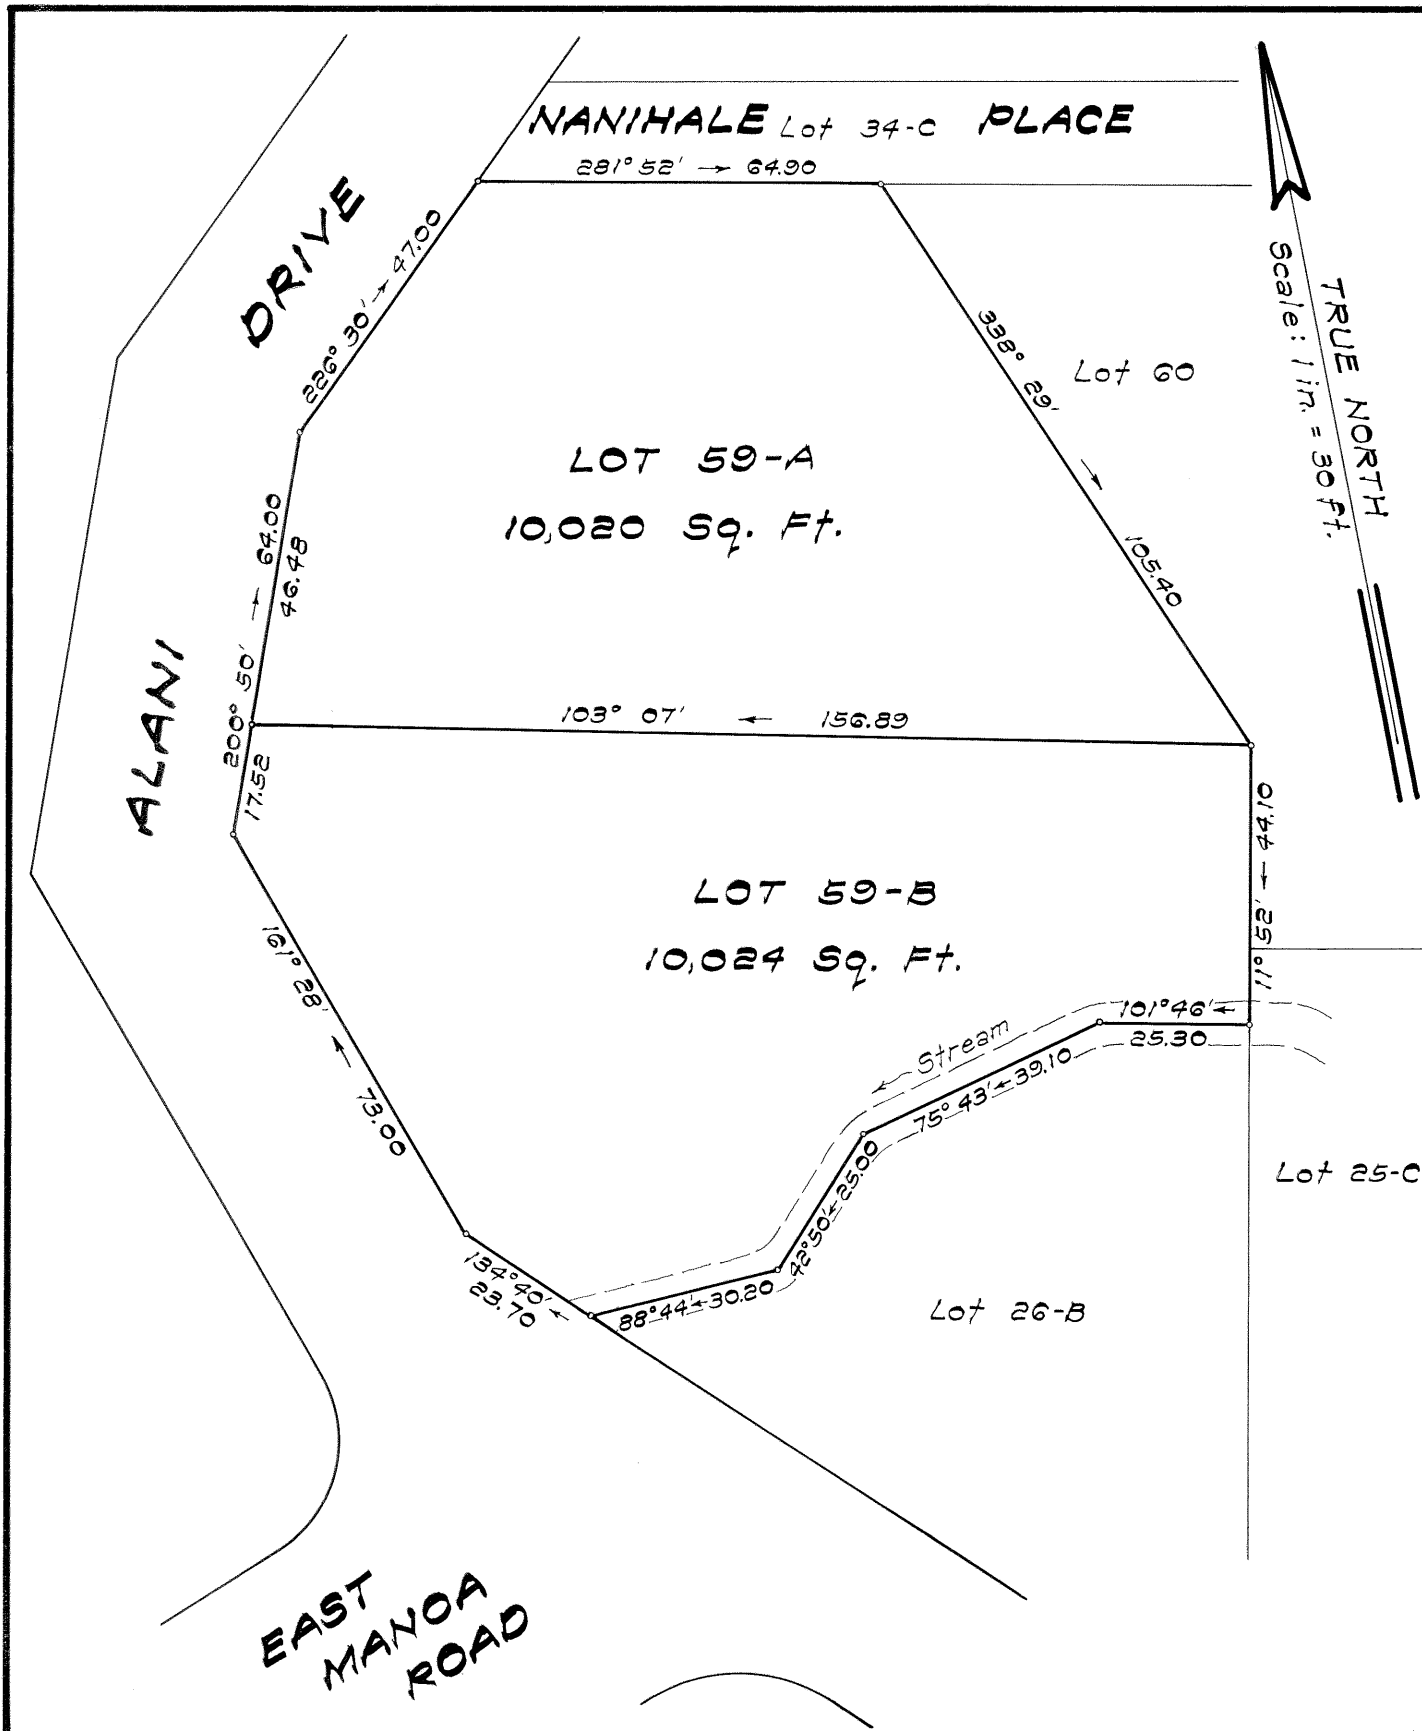 NANIHALE Lot 34-C PLACE
281° 52' → 64.90
DRIVE
226° 30' → 47.00
338° 29' → 105.40
Lot 60
TRUE NORTH
Scale: 1 in. = 30 ft.
LOT 59-A
10,020 Sq. Ft.
200° 50' → 64.00
46.48
103° 07' ← 156.89
17.52
ALANI
11° 52' ← 44.10
LOT 59-B
10,024 Sq. Ft.
161° 28' ← 73.00
101° 46' ←
25.30
Stream
75° 43' ← 39.10
42° 50' ← 25.00
88° 44' ← 30.20
134° 40' ←
23.70
Lot 25-C
Lot 26-B
EAST
MANOA
ROAD